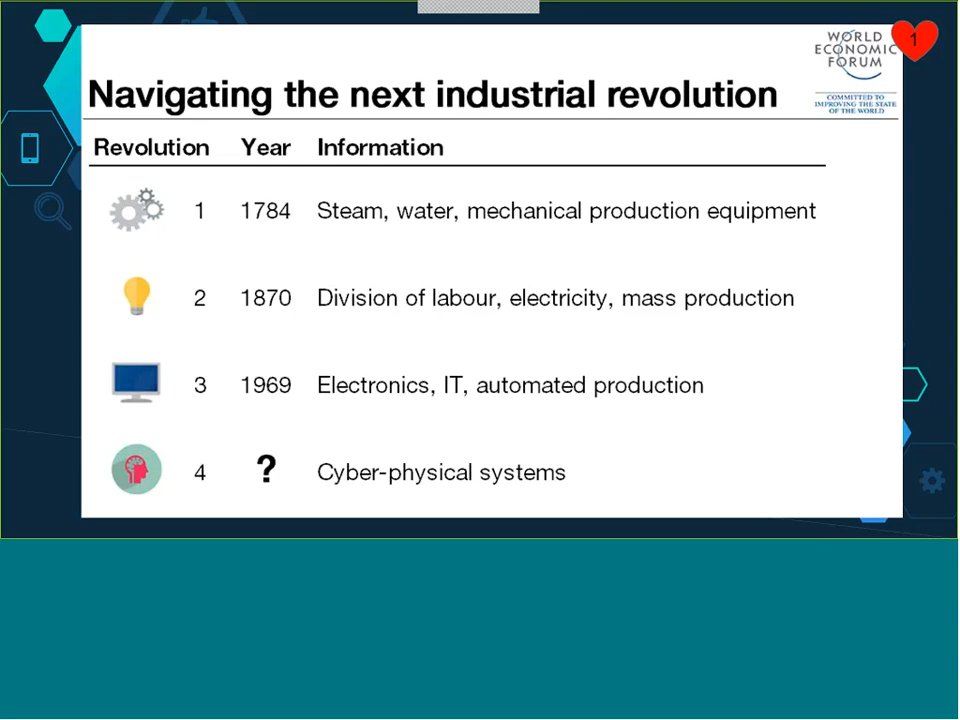 WORLD
ECONOMIC
FORUM
1
COMMITTED TO
IMPROVING THE STATE
OF THE WORLD
Navigating the next industrial revolution
Revolution Year Information
1 1784 Steam, water, mechanical production equipment
2 1870 Division of labour, electricity, mass production
3 1969 Electronics, IT, automated production
4 ? Cyber-physical systems